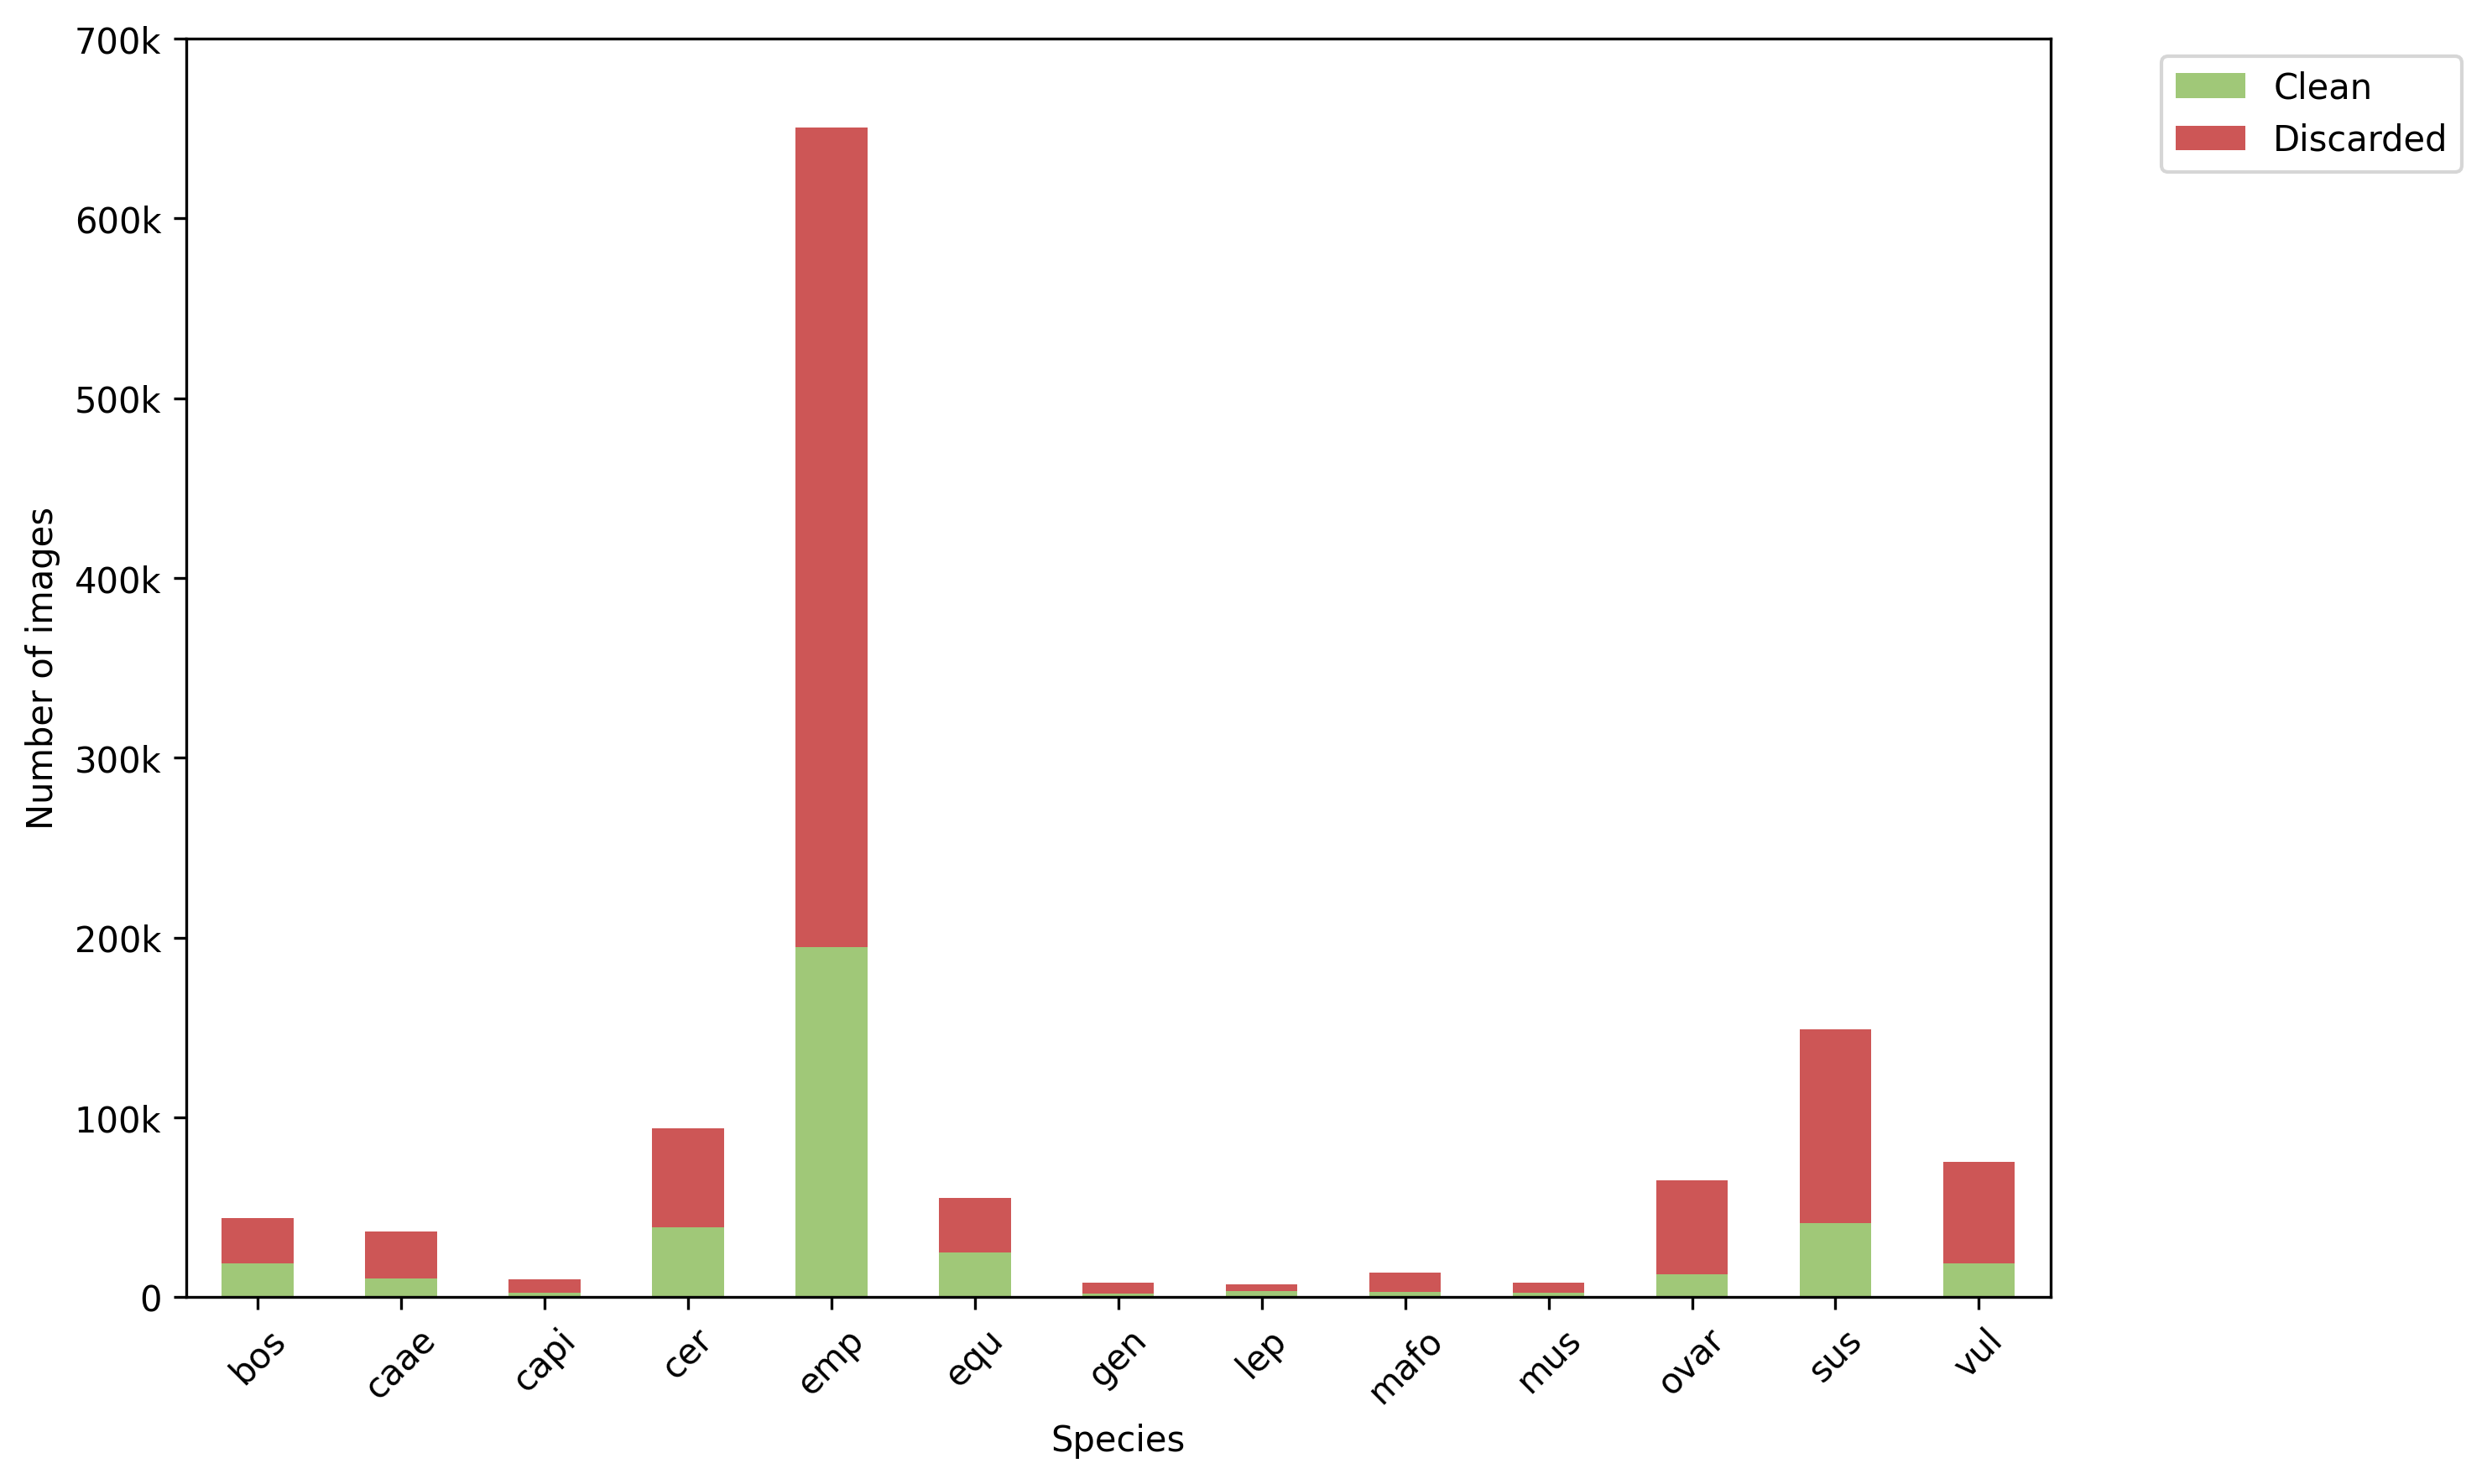 700k
600k
500k
400k
300k
200k
100k
0
Number of images
bos
caae
capi
cer
emp
equ
gen
lep
mafo
mus
ovar
sus
vul
Species
Clean
Discarded